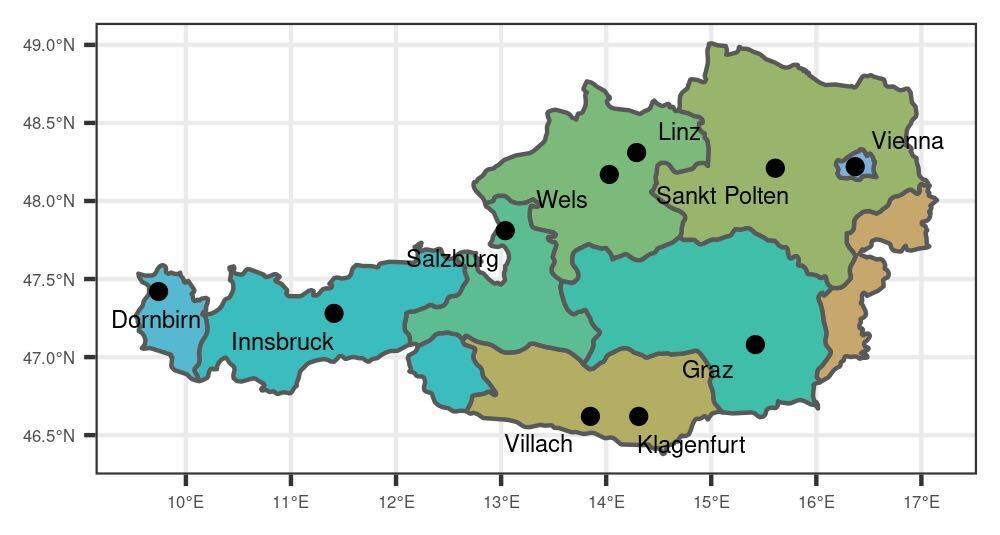 49.0°N
48.5°N
48.0°N
47.5°N
47.0°N
46.5°N
Linz
Vienna
Wels
Sankt Polten
Salzburg
Dornbirn
Innsbruck
Graz
Villach
Klagenfurt
10°E
11°E
12°E
13°E
14°E
15°E
16°E
17°E